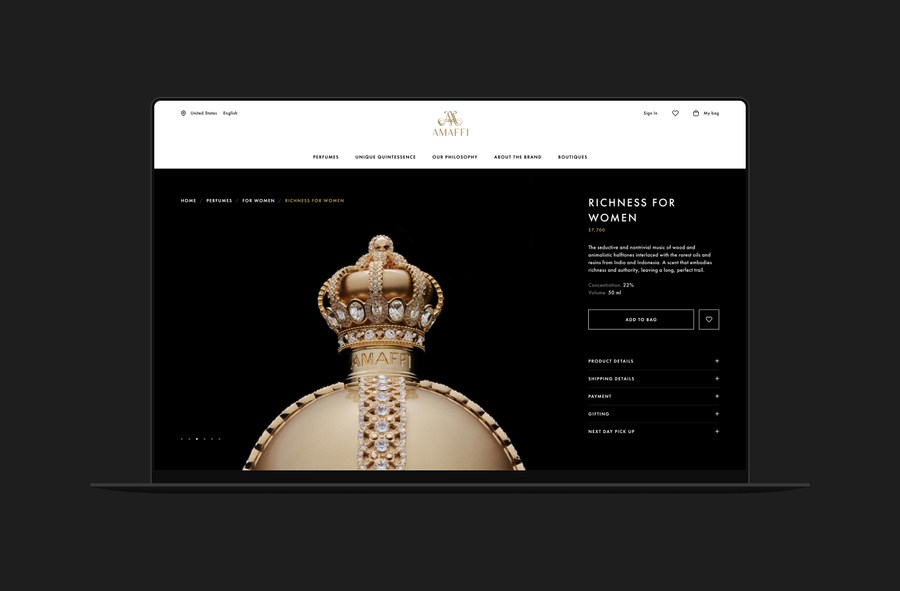 United States English
AMAFFI
Sign In
My bag
PERFUMES UNIQUE QUINTESSENCE OUR PHILOSOPHY ABOUT THE BRAND BOUTIQUES
HOME / PERFUMES / FOR WOMEN / RICHNESS FOR WOMEN
AMAFFI
RICHNESS FOR
WOMEN
$7,700
The seductive and nontrivial music of wood and
animalistic halftones interlaced with the rarest oils and
resins from India and Indonesia. A scent that embodies
richness and authority, leaving a long, perfect trail.
Concentration: 22%
Volume: 50 ml
ADD TO BAG
PRODUCT DETAILS +
SHIPPING DETAILS +
PAYMENT +
GIFTING +
NEXT DAY PICK UP +